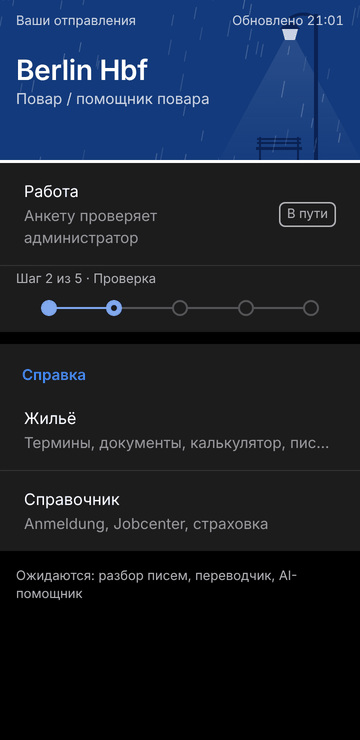 Ваши отправления
Обновлено 21:01
Berlin Hbf
Повар / помощник повара
Работа
Анкету проверяет
администратор
В пути
Шаг 2 из 5 · Проверка
Справка
Жильё
Термины, документы, калькулятор, пис...
Справочник
Anmeldung, Jobcenter, страховка
Ожидаются: разбор писем, переводчик, AI-
помощник